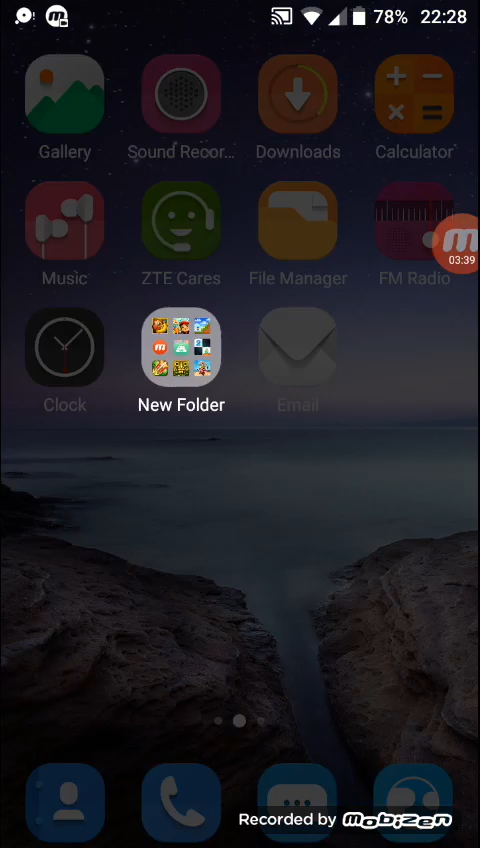 78% 22:28
Gallery Sound Recor... Downloads Calculator
03:39
Music ZTE Cares File Manager FM Radio
Clock New Folder Email
Recorded by Mobizen